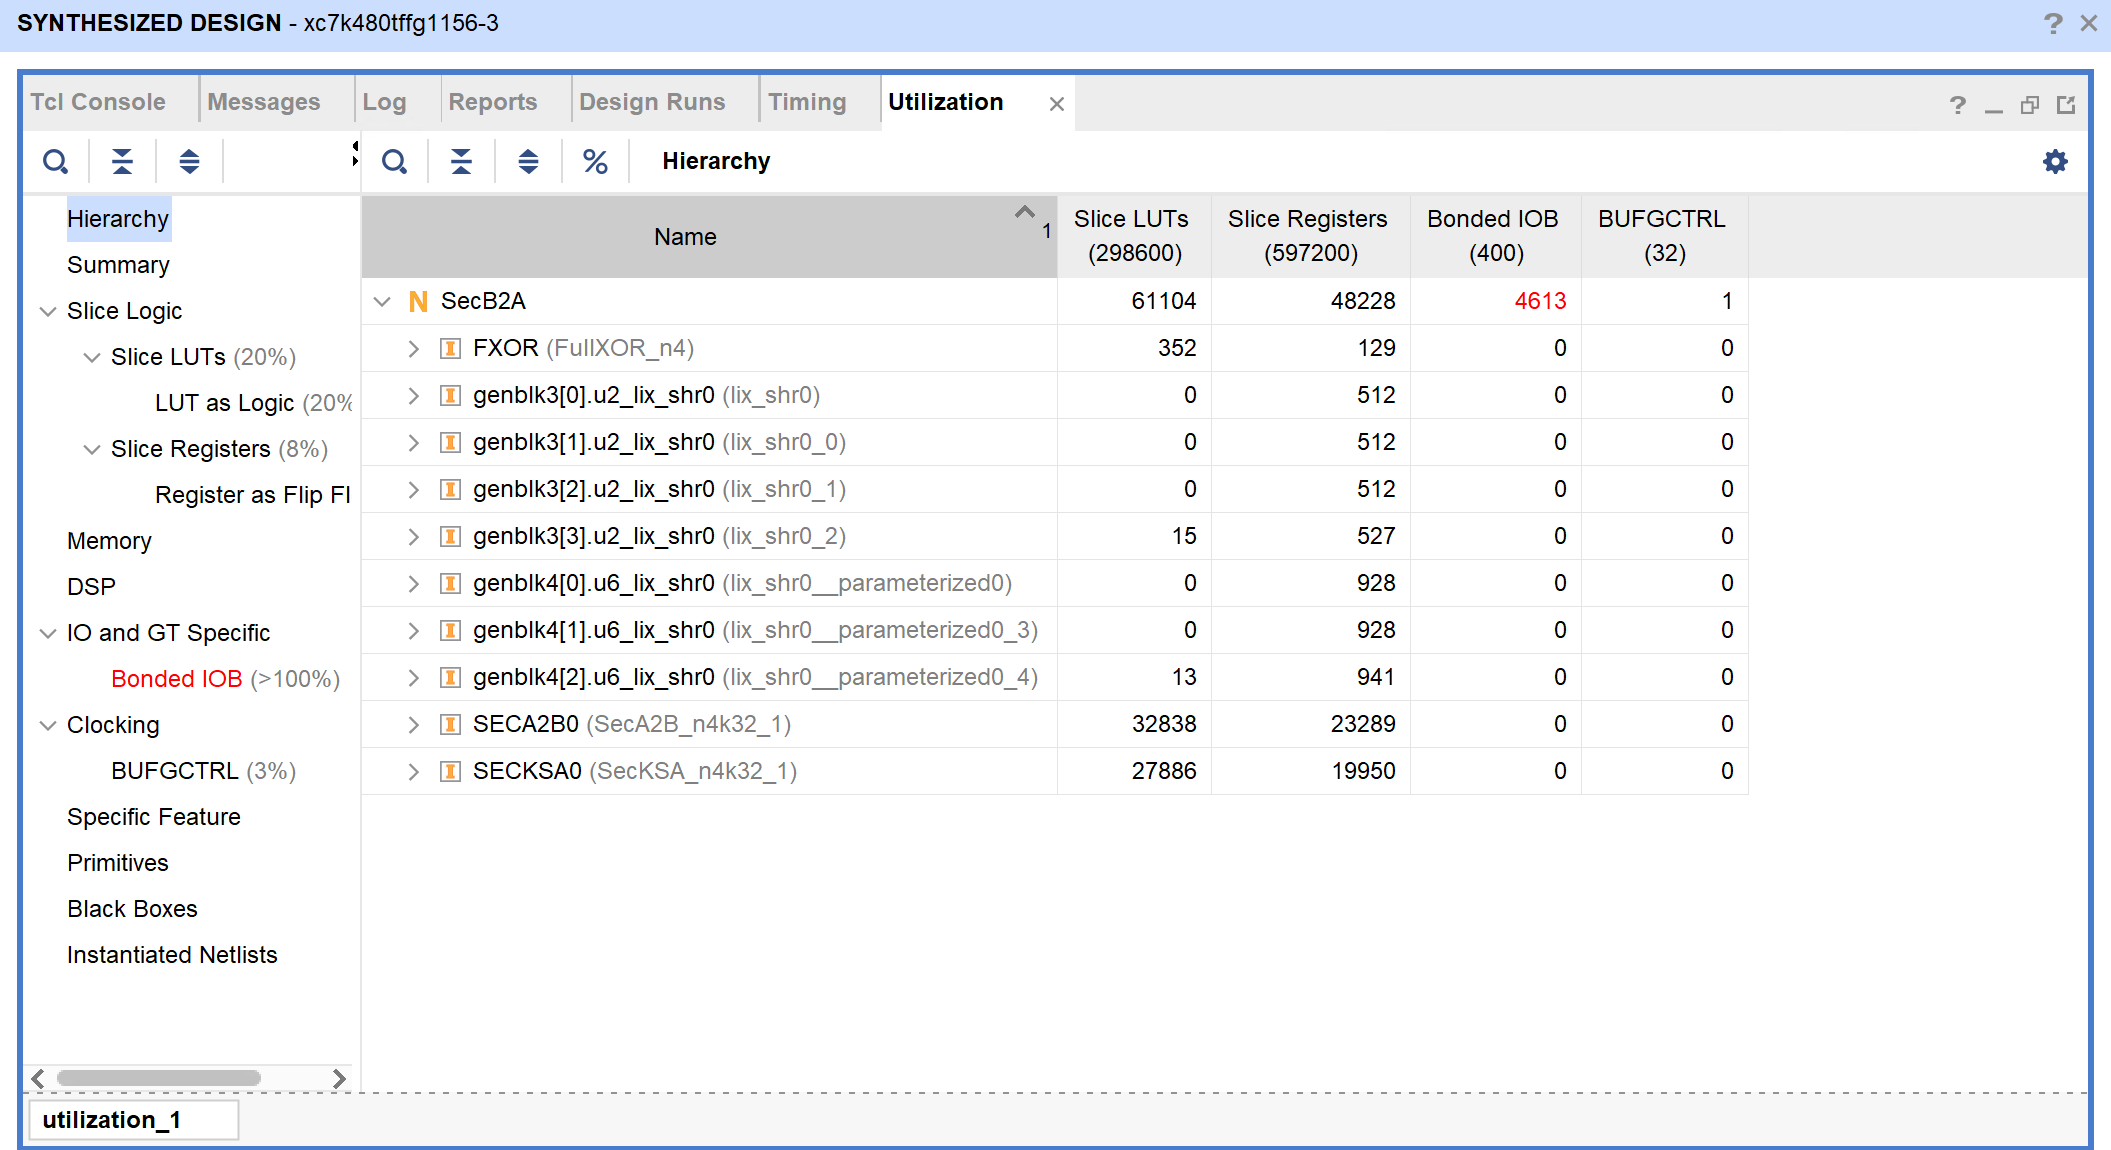 SYNTHESIZED DESIGN - xc7k480tffg1156-3
Tcl Console Messages Log Reports Design Runs Timing Utilization
Hierarchy
Hierarchy
Summary
Slice Logic
Slice LUTs (20%)
LUT as Logic (20%
Slice Registers (8%)
Register as Flip Fl
Memory
DSP
IO and GT Specific
Bonded IOB (>100%)
Clocking
BUFGCTRL (3%)
Specific Feature
Primitives
Black Boxes
Instantiated Netlists
Name 1 Slice LUTs (298600) Slice Registers (597200) Bonded IOB (400) BUFGCTRL (32)
N SecB2A 61104 48228 4613 1
I FXOR (FullXOR_n4) 352 129 0 0
I genblk3[0].u2_lix_shr0 (lix_shr0) 0 512 0 0
I genblk3[1].u2_lix_shr0 (lix_shr0_0) 0 512 0 0
I genblk3[2].u2_lix_shr0 (lix_shr0_1) 0 512 0 0
I genblk3[3].u2_lix_shr0 (lix_shr0_2) 15 527 0 0
I genblk4[0].u6_lix_shr0 (lix_shr0__parameterized0) 0 928 0 0
I genblk4[1].u6_lix_shr0 (lix_shr0__parameterized0_3) 0 928 0 0
I genblk4[2].u6_lix_shr0 (lix_shr0__parameterized0_4) 13 941 0 0
I SECA2B0 (SecA2B_n4k32_1) 32838 23289 0 0
I SECKSA0 (SecKSA_n4k32_1) 27886 19950 0 0
utilization_1